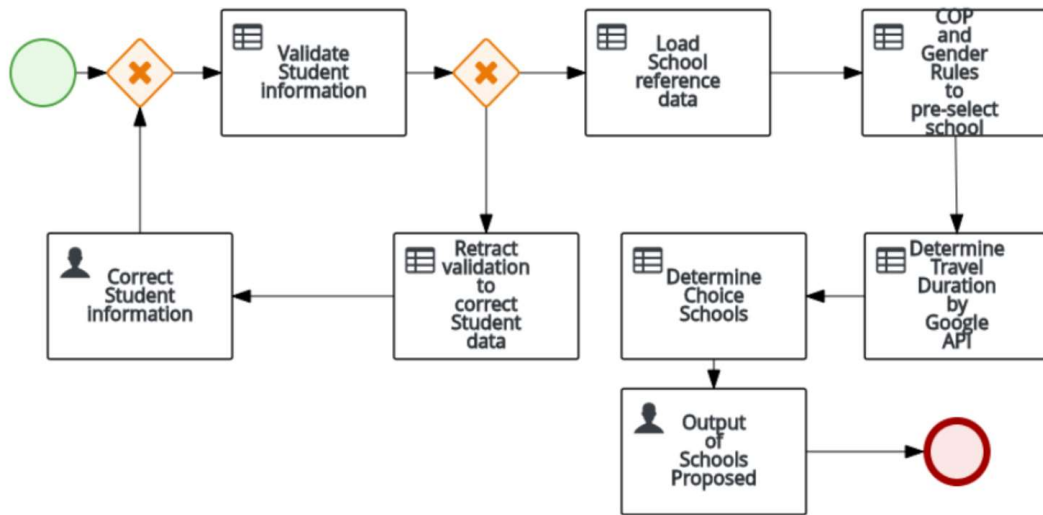 Validate
Student
information
Load
School
reference
data
COP
and
Gender
Rules
to
pre-select
school
Correct
Student
information
Retract
validation
to
correct
Student
data
Determine
Choice
Schools
Determine
Travel
Duration
by
Google
API
Output
of
Schools
Proposed